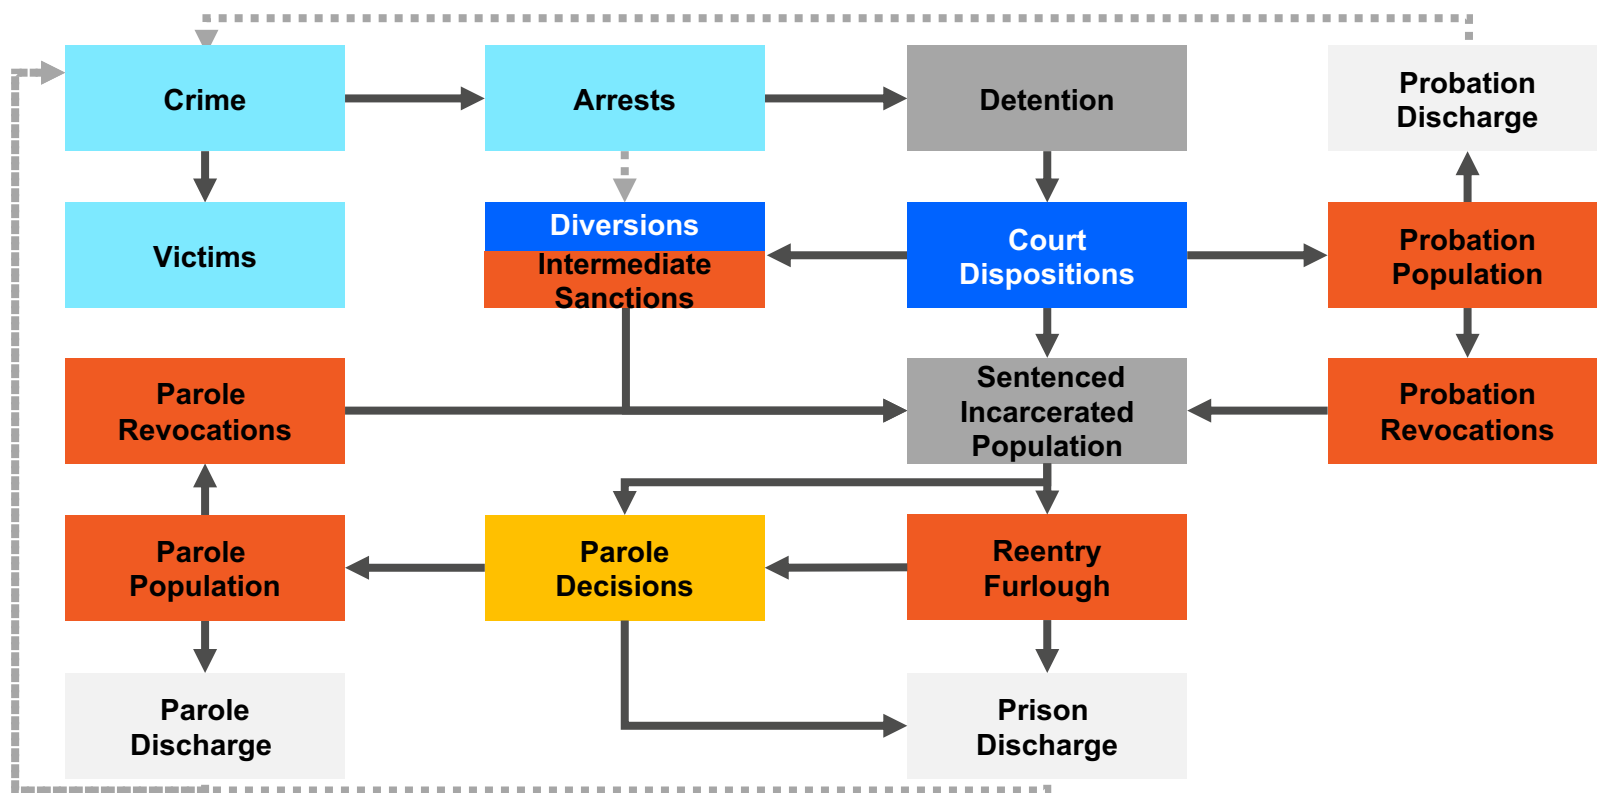 Crime
Arrests
Detention
Probation
Discharge
Victims
Diversions
Intermediate
Sanctions
Court
Dispositions
Probation
Population
Parole
Revocations
Sentenced
Incarcerated
Population
Probation
Revocations
Parole
Population
Parole
Decisions
Reentry
Furlough
Parole
Discharge
Prison
Discharge